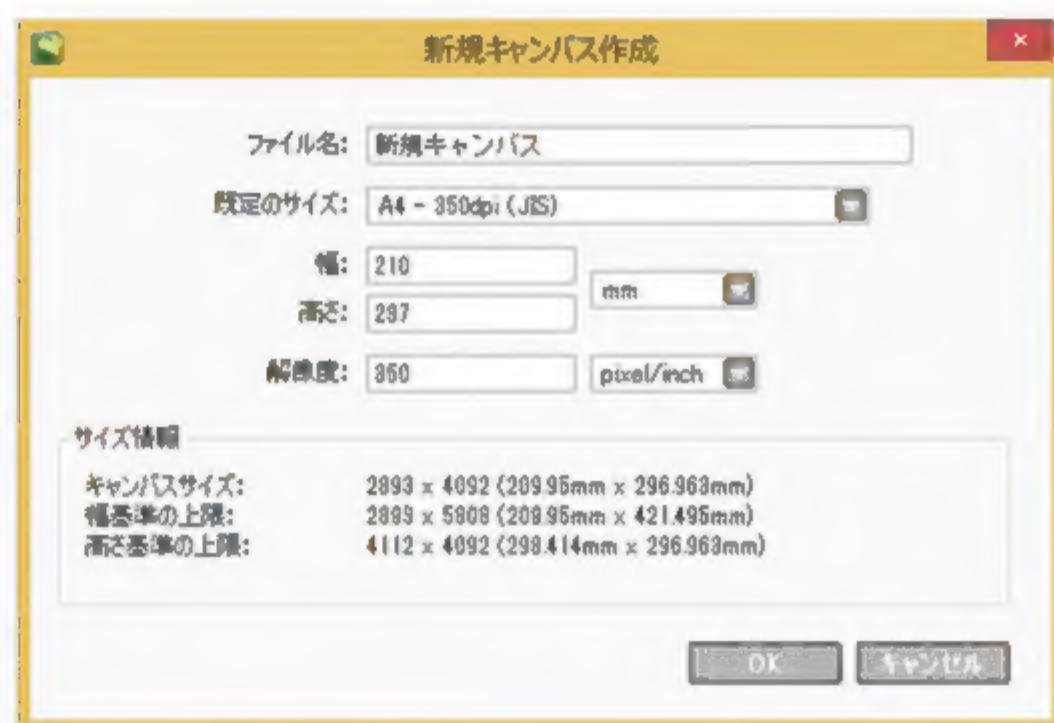 新規キャンバス作成
ファイル名: 新規キャンバス
既定のサイズ: A4 - 350dpi (JIS)
幅: 210
mm
高さ: 297
解像度: 350 pixel/inch
サイズ情報
キャンバスサイズ: 2893 x 4092 (209.95mm x 296.963mm)
幅基準の上限: 2893 x 5808 (209.95mm x 421.495mm)
高さ基準の上限: 4112 x 4092 (298.414mm x 296.963mm)
OK キャンセル